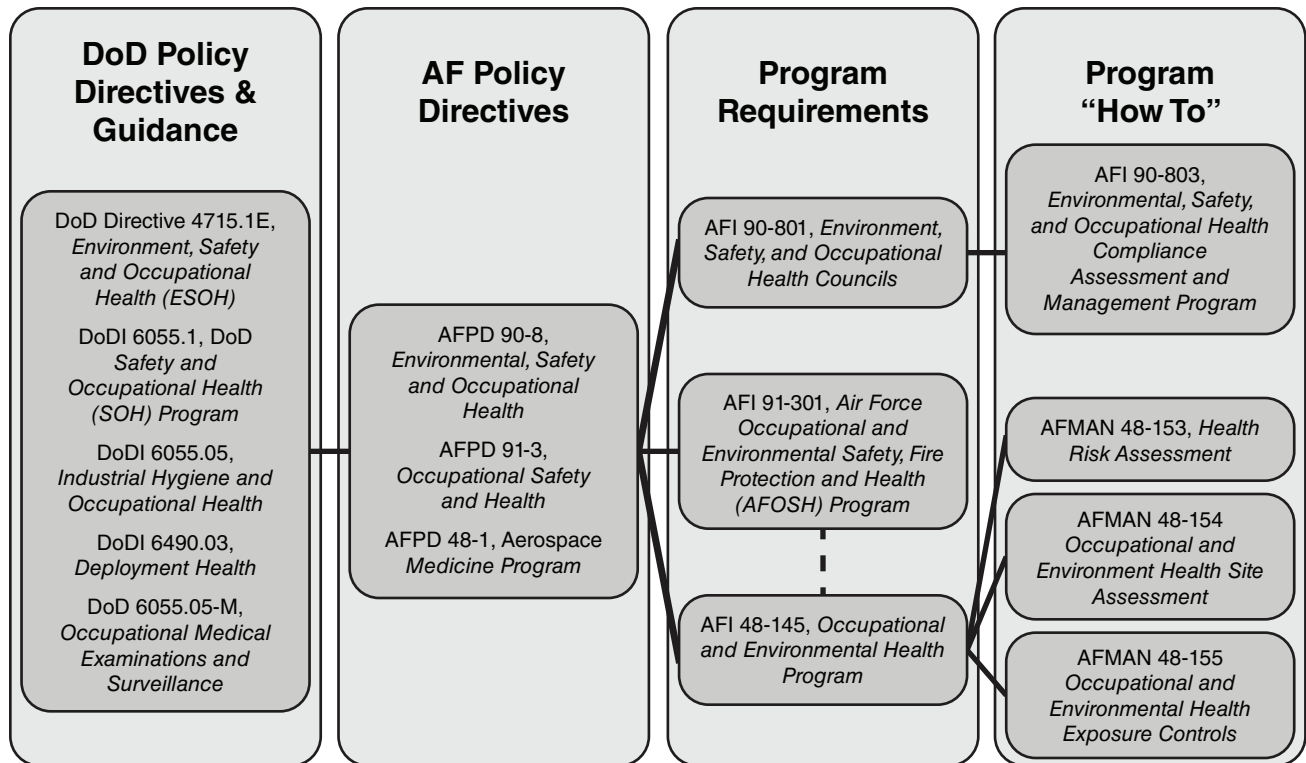 DoD Policy
Directives &
Guidance
DoD Directive 4715.1E,
Environment, Safety
and Occupational
Health (ESOH)
DoDI 6055.1, DoD
Safety and
Occupational Health
(SOH) Program
DoDI 6055.05,
Industrial Hygiene and
Occupational Health
DoDI 6490.03,
Deployment Health
DoD 6055.05-M,
Occupational Medical
Examinations and
Surveillance
AF Policy
Directives
AFPD 90-8,
Environmental, Safety
and Occupational
Health
AFPD 91-3,
Occupational Safety
and Health
AFPD 48-1, Aerospace
Medicine Program
Program
Requirements
AFI 90-801, Environment,
Safety, and Occupational
Health Councils
AFI 91-301, Air Force
Occupational and
Environmental Safety, Fire
Protection and Health
(AFOSH) Program
AFI 48-145, Occupational
and Environmental Health
Program
Program
“How To”
AFI 90-803,
Environmental, Safety,
and Occupational Health
Compliance
Assessment and
Management Program
AFMAN 48-153, Health
Risk Assessment
AFMAN 48-154
Occupational and
Environment Health Site
Assessment
AFMAN 48-155
Occupational and
Environmental Health
Exposure Controls